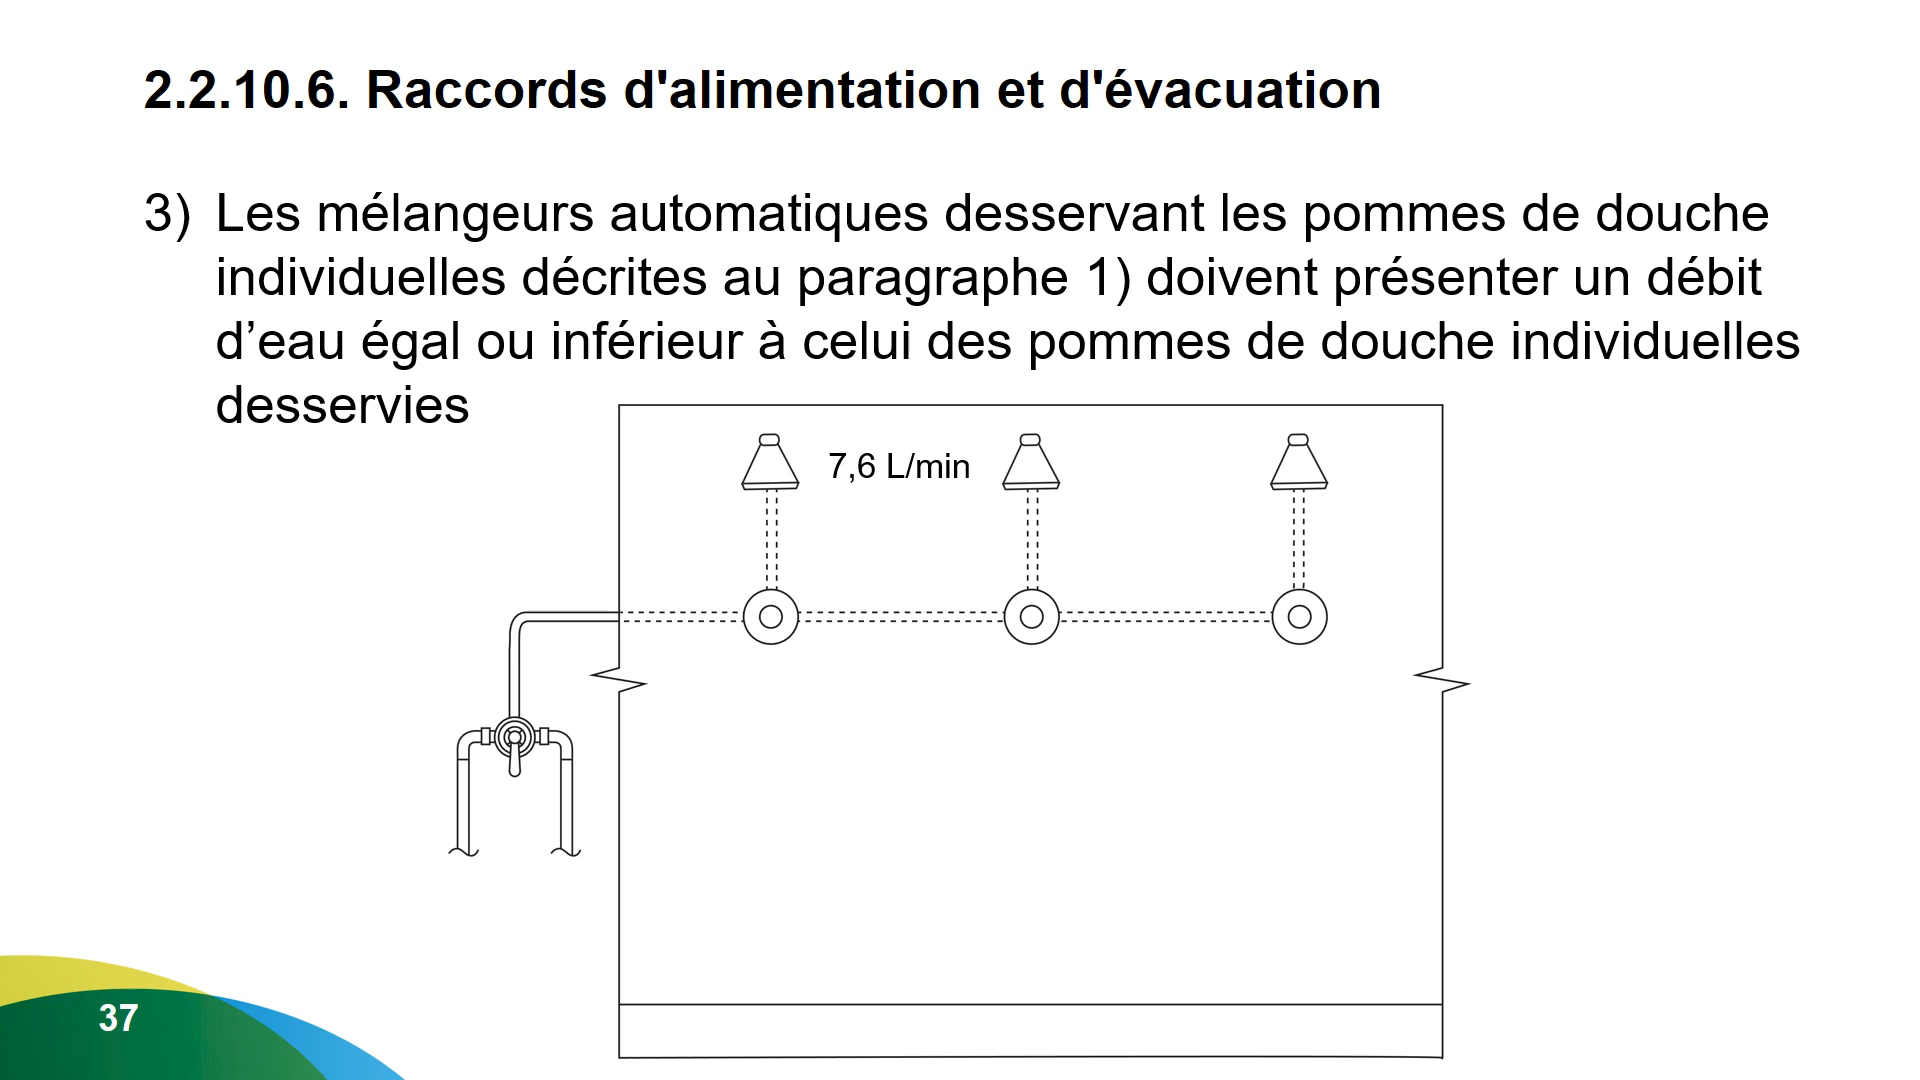 2.2.10.6. Raccords d'alimentation et d'évacuation
3) Les mélangeurs automatiques desservant les pommes de douche
individuelles décrites au paragraphe 1) doivent présenter un débit
d’eau égal ou inférieur à celui des pommes de douche individuelles
desservies
7,6 L/min
37